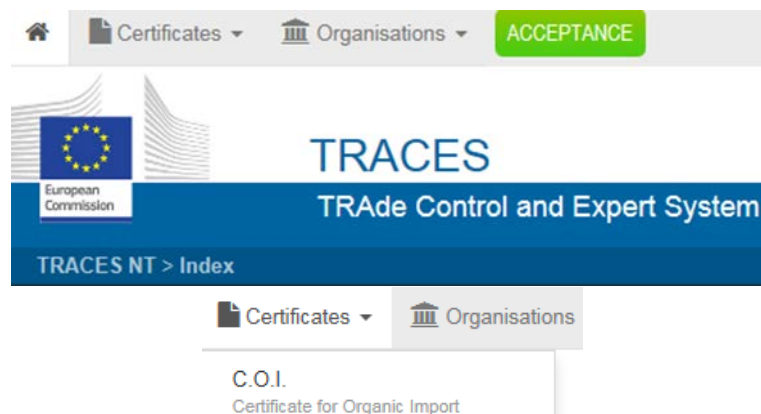 Certificates Organisations ACCEPTANCE
European
Commission
TRACES
TRAde Control and Expert System
TRACES NT > Index
Certificates Organisations
C.O.I.
Certificate for Organic Import